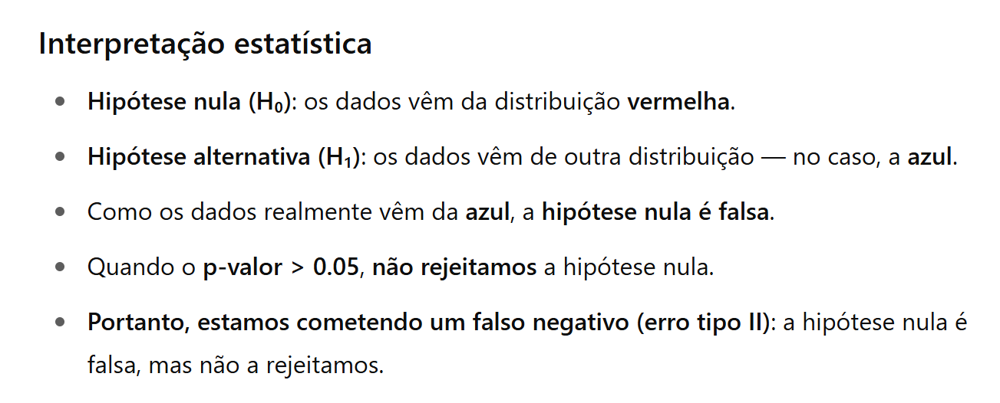 Interpretação estatística
• Hipótese nula (H₀): os dados vêm da distribuição vermelha.
• Hipótese alternativa (H₁): os dados vêm de outra distribuição — no caso, a azul.
• Como os dados realmente vêm da azul, a hipótese nula é falsa.
• Quando o p-valor > 0.05, não rejeitamos a hipótese nula.
• Portanto, estamos cometendo um falso negativo (erro tipo II): a hipótese nula é
falsa, mas não a rejeitamos.